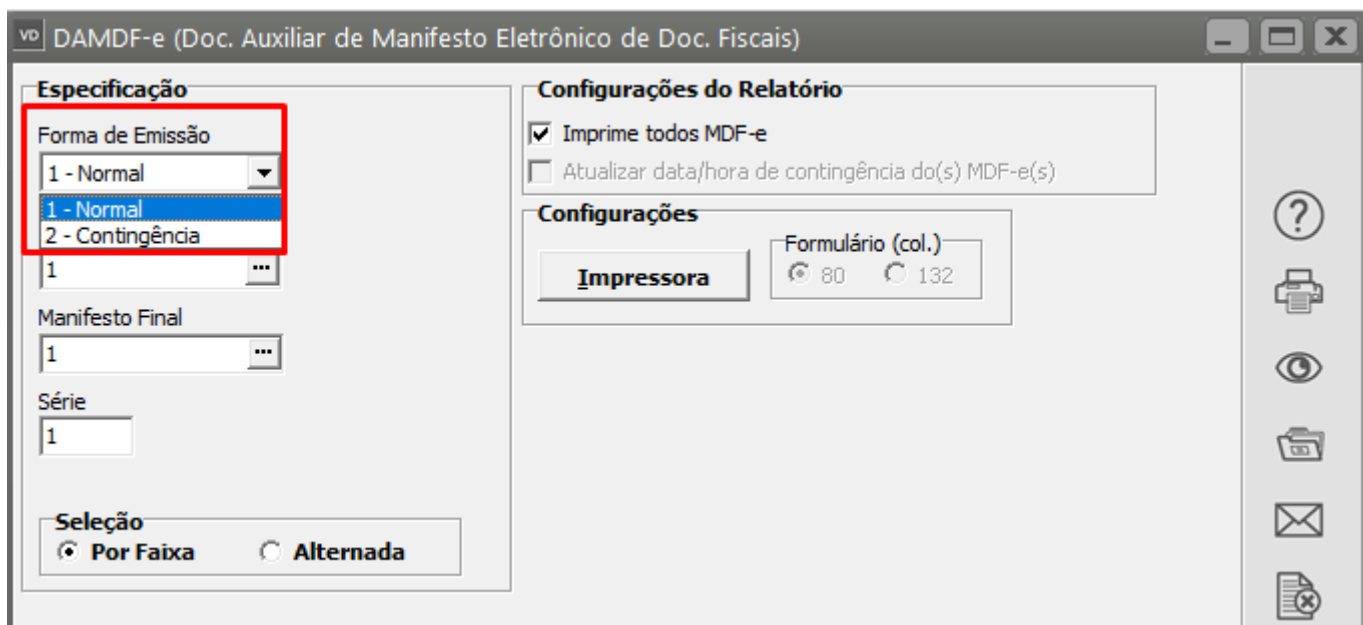 VD DAMDF-e (Doc. Auxiliar de Manifesto Eletrônico de Doc. Fiscais)
Especificação
Forma de Emissão
1 - Normal
1 - Normal
2 - Contingência
1 ...
Manifesto Final
1 ...
Série
1
Seleção
Por Faixa Alternada
Configurações do Relatório
Imprime todos MDF-e
Atualizar data/hora de contingência do(s) MDF-e(s)
Configurações
Impressora
Formulário (col.)
80 132
?